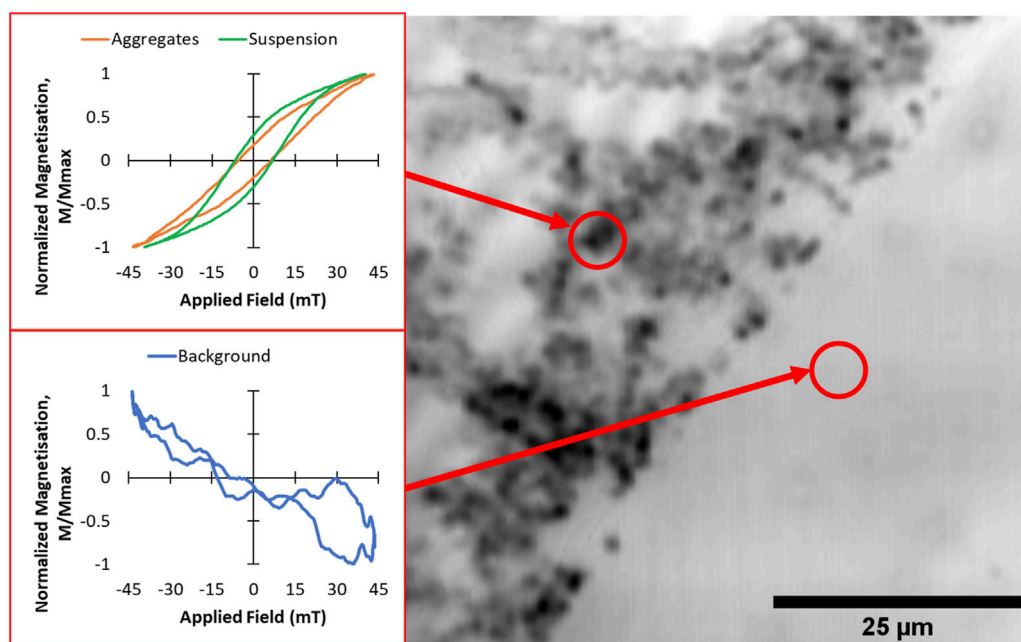 Aggregates Suspension
Normalized Magnetisation,
M/Mmax
1
0.5
0
-0.5
-1
-45 -30 -15 0 15 30 45
Applied Field (mT)
Background
Normalized Magnetisation,
M/Mmax
1
0.5
0
-0.5
-1
-45 -30 -15 0 15 30 45
Applied Field (mT)
25 µm